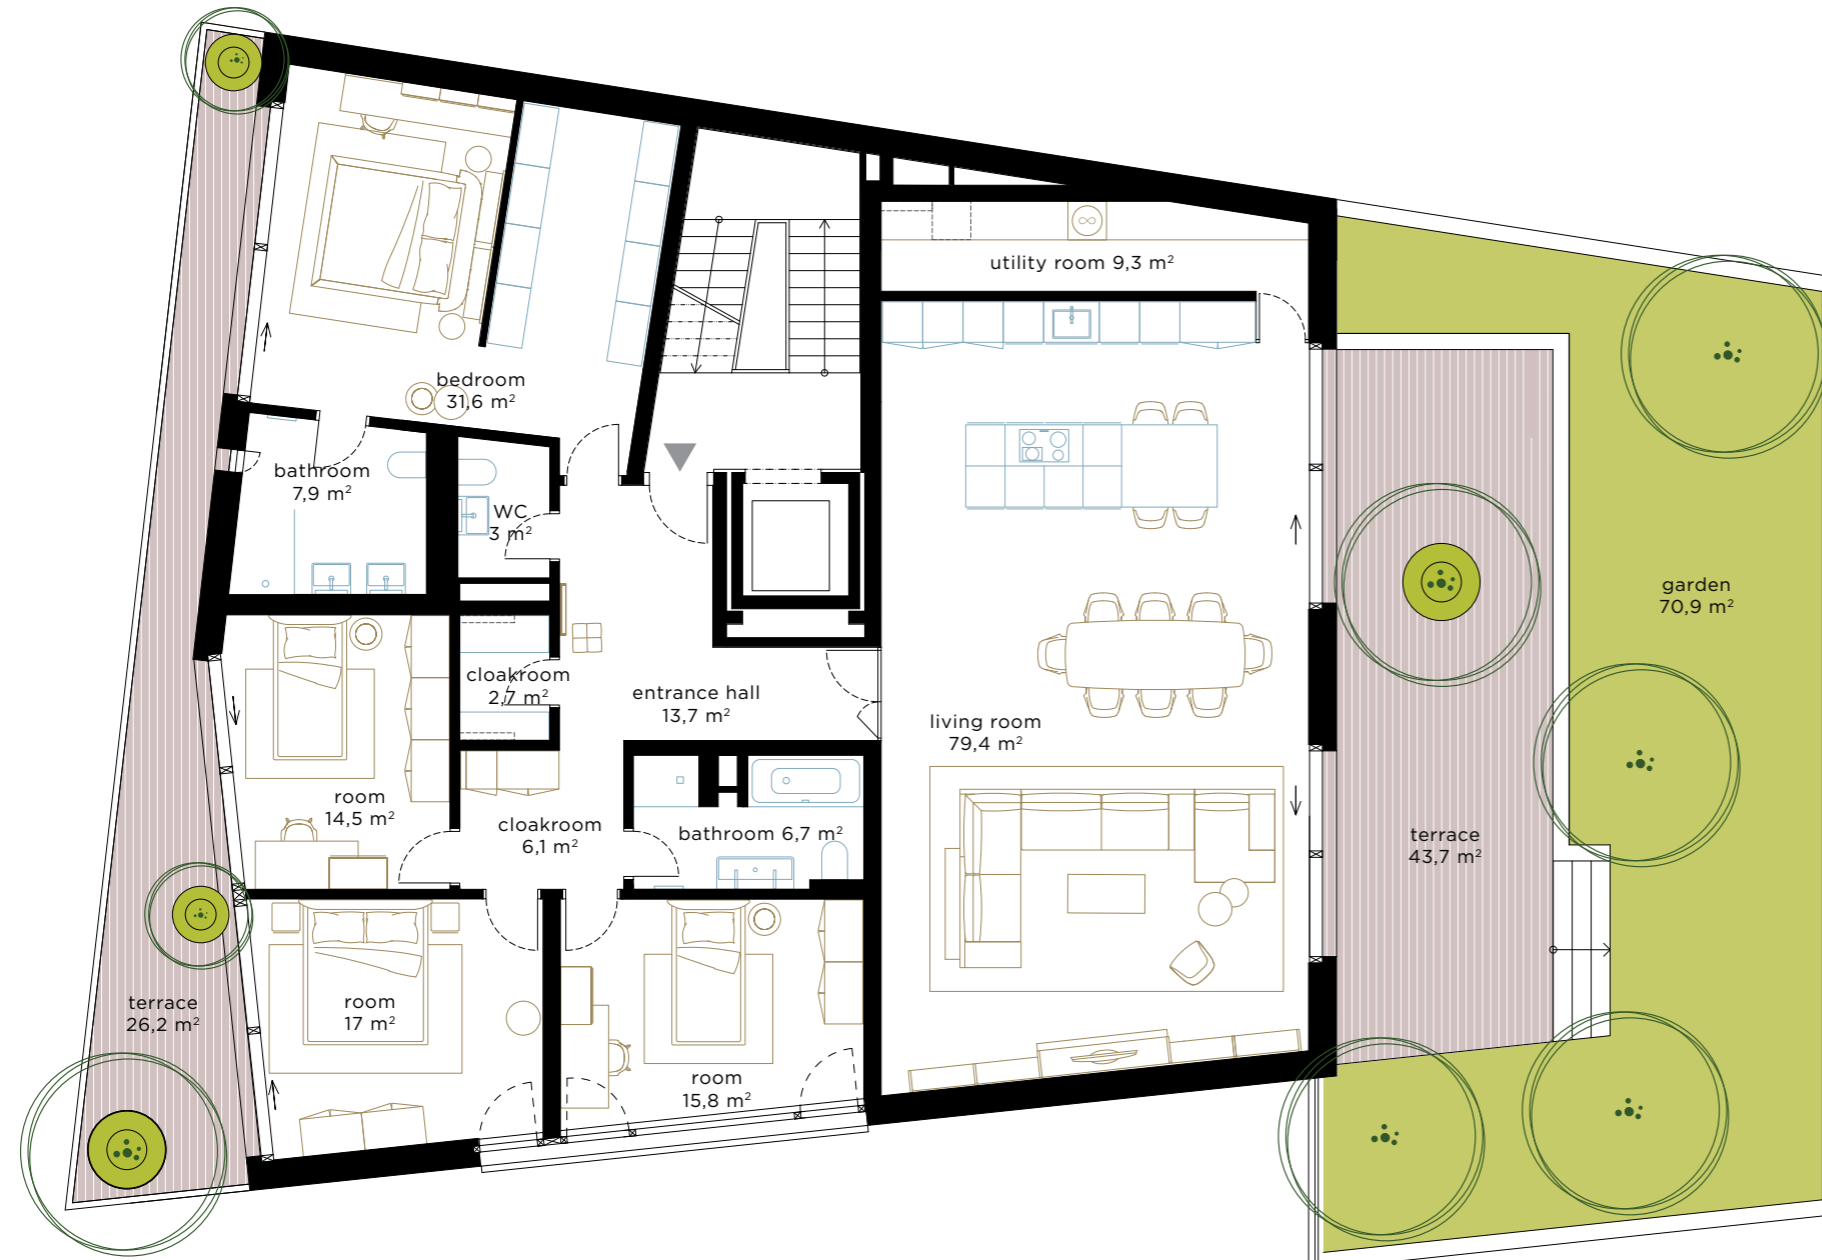 utility room 9,3 m²
bedroom
31,6 m²
bathroom
7,9 m²
WC
3 m²
garden
70,9 m²
cloakroom
2,7 m²
entrance hall
13,7 m²
living room
79,4 m²
room
14,5 m²
cloakroom
6,1 m²
bathroom 6,7 m²
terrace
43,7 m²
terrace
26,2 m²
room
17 m²
room
15,8 m²